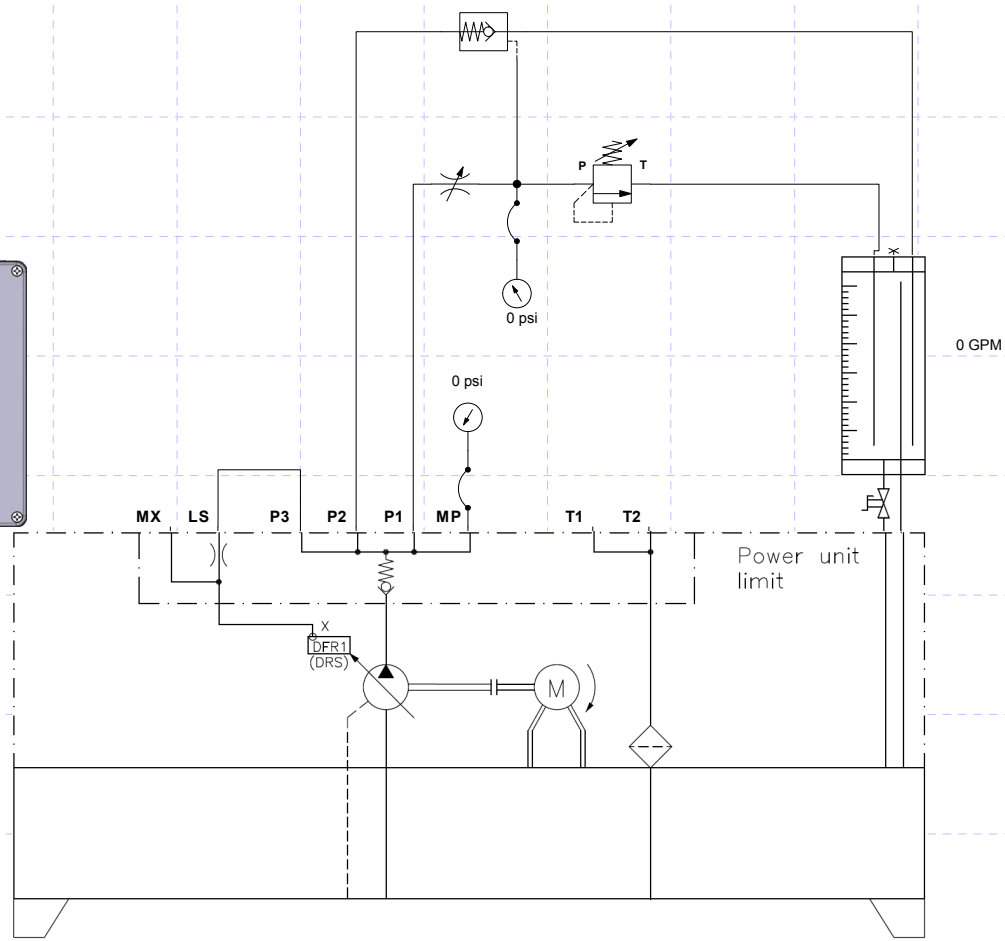 P
T
0 psi
0 GPM
0 psi
MX
LS
P3
P2
P1
MP
T1
T2
Power unit
limit
X
DFR1
(DRS)
M